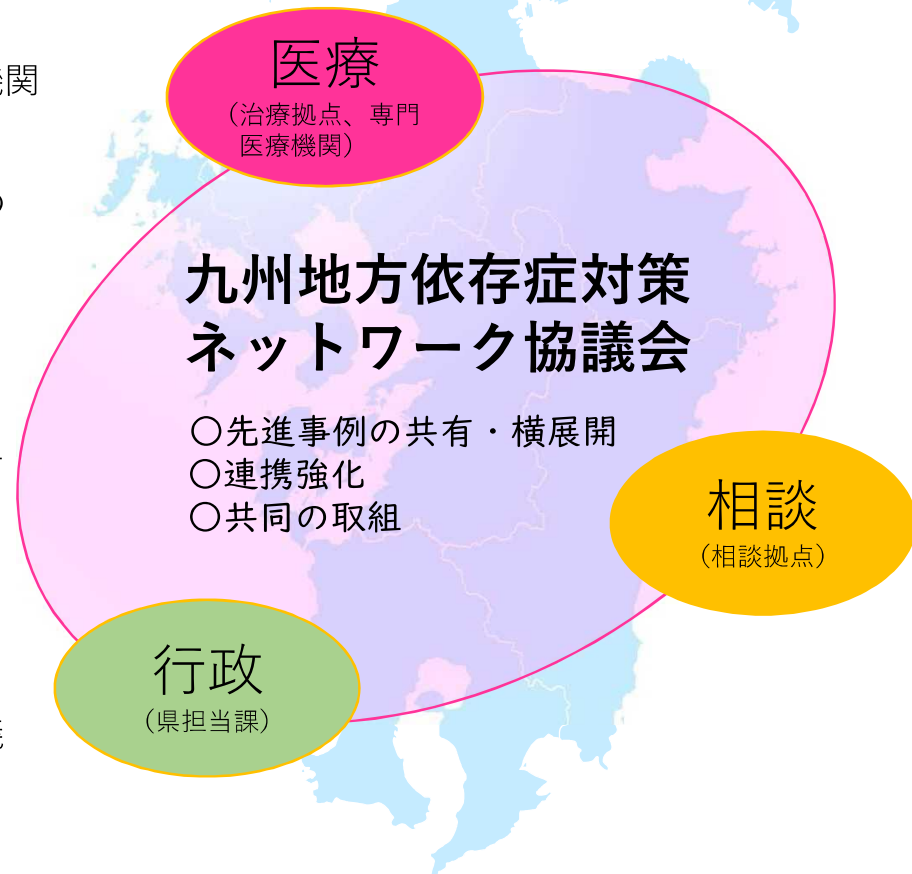 機関
医療
（治療拠点、専門
医療機関）
の
九州地方依存症対策
ネットワーク協議会
○先進事例の共有・横展開
○連携強化
○共同の取組
相談
（相談拠点）
行政
（県担当課）